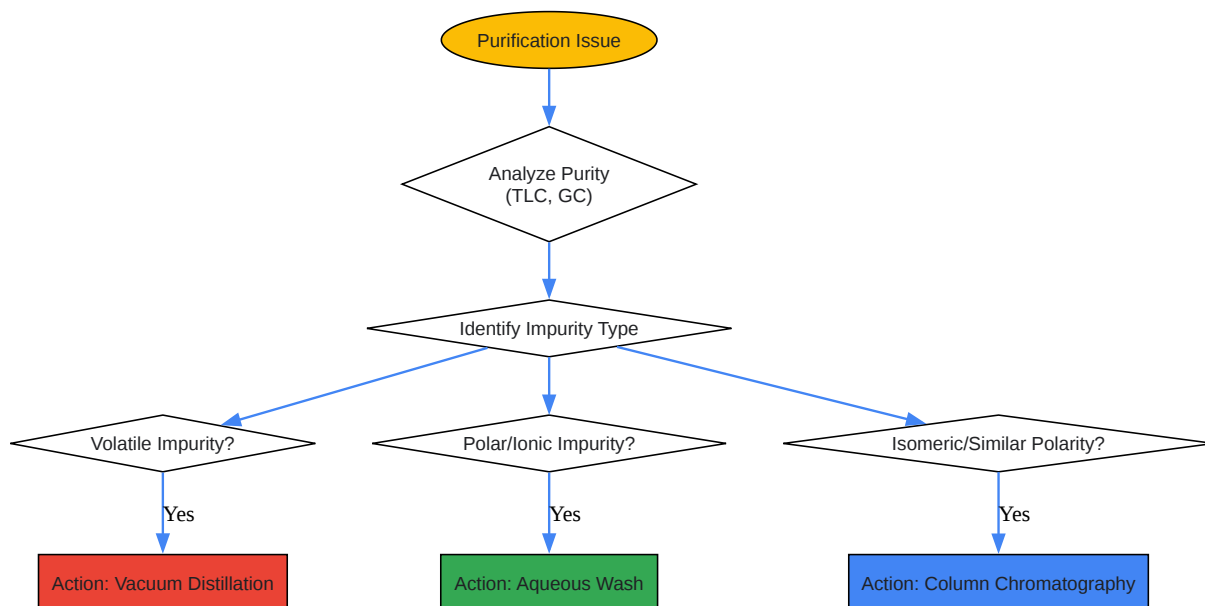 Purification Issue
Analyze Purity
(TLC, GC)
Identify Impurity Type
Volatile Impurity?
Polar/Ionic Impurity?
Isomeric/Similar Polarity?
Yes
Yes
Yes
Action: Vacuum Distillation
Action: Aqueous Wash
Action: Column Chromatography